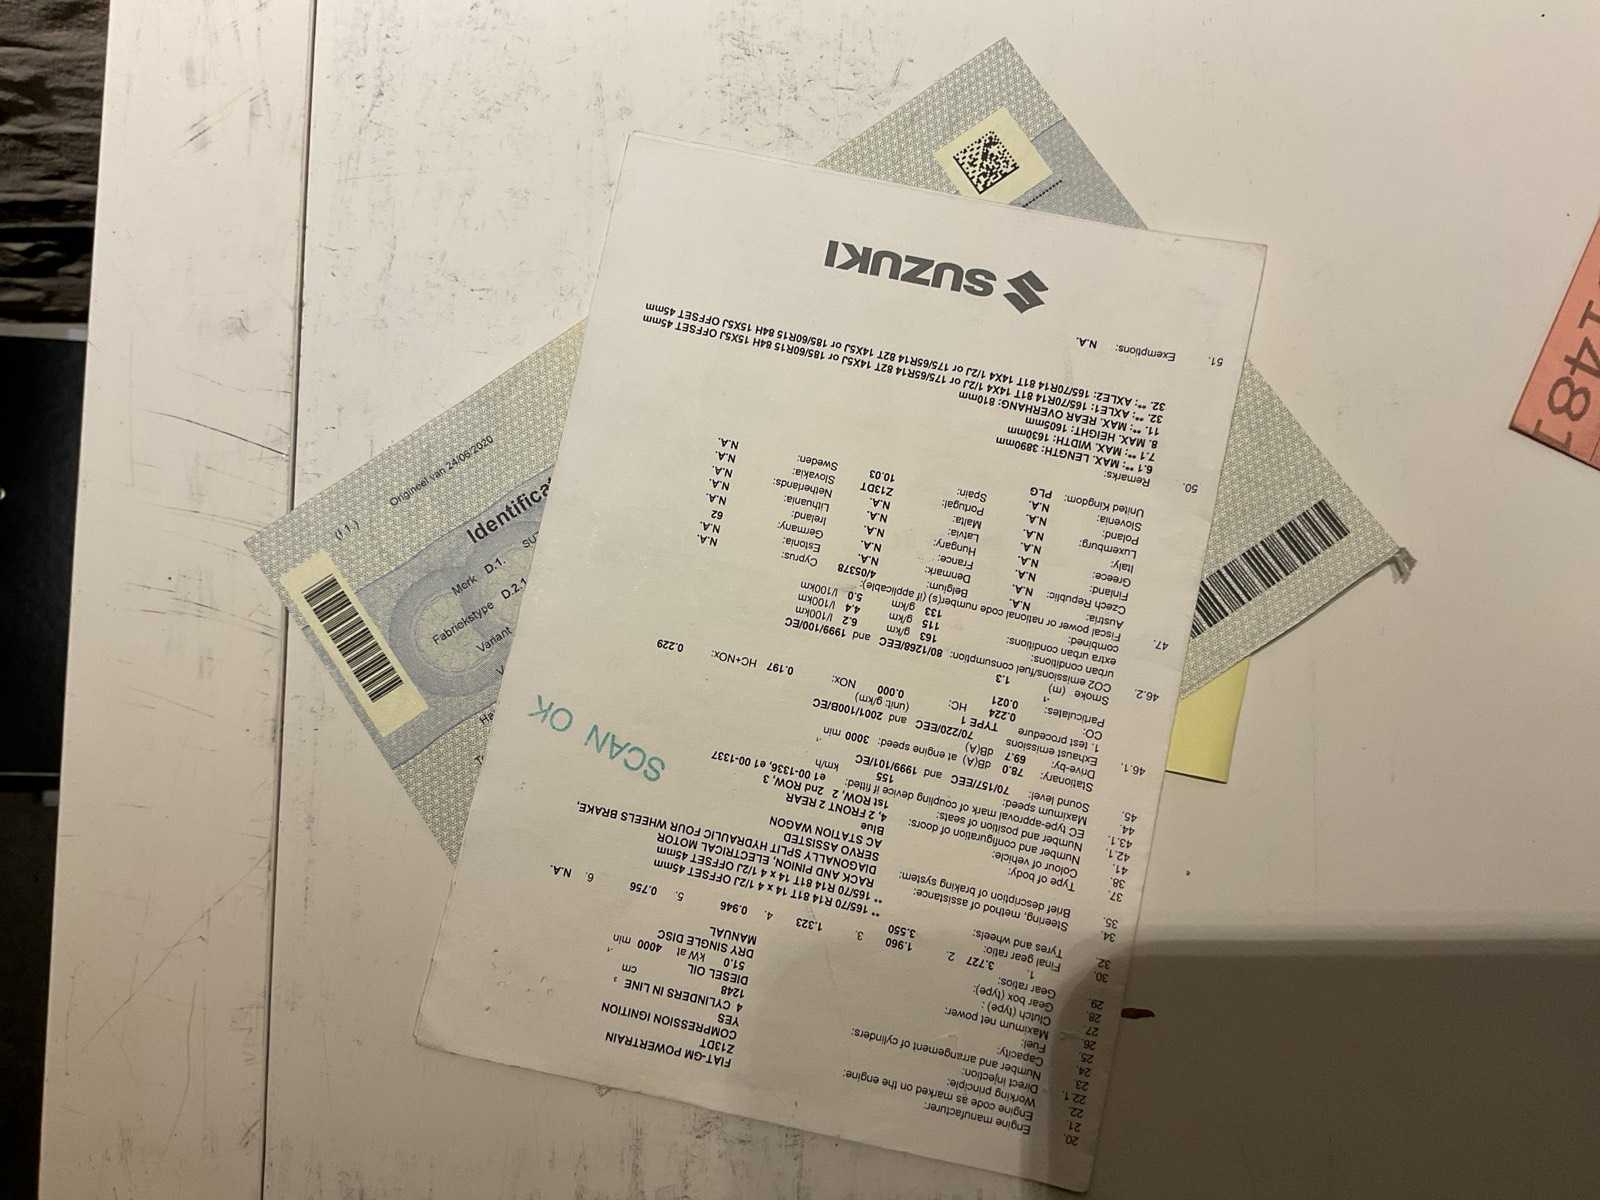 20. Engine manufacturer: FIAT-GM POWERTRAIN
21. Engine code as marked on the engine: Z13DT
22. Working principle: COMPRESSION IGNITION
22.1. Direct injection: YES
23. Number and arrangement of cylinders: 4 CYLINDERS IN LINE
24. Capacity: 1248 cm ³
25. Fuel: DIESEL OIL
26. Maximum net power: 51.0 kW at 4000 min ⁻¹
27. Clutch (type) : DRY SINGLE DISC
28. Gear box (type): MANUAL
29. Gear ratios:
1. 3.727 2. 1.960 3. 1.323 4. 0.946 5. 0.756 6. N.A.
30. Final gear ratio: 3.550
32. Tyres and wheels: ** 165/70 R14 81T 14 x 4 1/2J OFFSET 45mm
** 165/70 R14 81T 14 x 4 1/2J OFFSET 45mm
34. Steering, method of assistance: RACK AND PINION, ELECTRICAL MOTOR
35. Brief description of braking system: DIAGONALLY SPLIT HYDRAULIC FOUR WHEELS BRAKE,
SERVO ASSISTED
37. Type of body: AC STATION WAGON
38. Colour of vehicle: Blue
41. Number and configuration of doors: 4, 2 FRONT 2 REAR
42.1. Number and position of seats: 1st ROW, 2 2nd ROW, 3
43.1. EC type-approval mark of coupling device if fitted: e1 00-1336, e1 00-1337
44. Maximum speed: 155 km/h
45. Sound level: 70/157/EEC and 1999/101/EC
Stationary: 78.0 dB(A) at engine speed: 3000 min ⁻¹
Drive-by: 69.7 dB(A)
46.1. Exhaust emissions 70/220/EEC and 2001/100B/EC
1. test procedure TYPE 1 (unit: g/km)
CO: 0.224 HC: 0.000 NOx: 0.197 HC+NOx: 0.229
Particulates: 0.021
Smoke (m ⁻¹) 1.3
46.2. CO2 emissions/fuel consumption: 80/1268/EEC and 1999/100/EC
urban conditions: 163 g/km 6.2 l/100km
extra urban conditions: 115 g/km 4.4 l/100km
combined: 133 g/km 5.0 l/100km
47. Fiscal power or national code number(s) (if applicable):
Austria: N.A. Belgium: 4/05378 Cyprus: N.A.
Czech Republic: N.A. Denmark: N.A. Estonia: N.A.
Finland: N.A. France: N.A. Germany: 62
Greece: N.A. Hungary: N.A. Ireland: N.A.
Italy: N.A. Latvia: N.A. Lithuania: N.A.
Luxemburg: N.A. Malta: N.A. Netherlands: N.A.
Poland: N.A. Portugal: Z13DT Slovakia: N.A.
Slovenia: N.A. Spain: 10.03 Sweden: N.A.
United Kingdom: PLG
50. Remarks:
6.1 **: MAX. LENGTH: 3890mm
7.1 **: MAX. WIDTH: 1630mm
8. MAX. HEIGHT: 1605mm
11. **: MAX. REAR OVERHANG: 810mm
32. **: AXLE1: 165/70R14 81T 14X4 1/2J or 175/65R14 82T 14X5J or 185/60R15 84H 15X5J OFFSET 45mm
32. **: AXLE2: 165/70R14 81T 14X4 1/2J or 175/65R14 82T 14X5J or 185/60R15 84H 15X5J OFFSET 45mm
51. Exemptions: N.A.
SUZUKI
SCAN OK
(I1)
Origineel van 24/06/2020
Identificat
Merk D.1. SUZ
Fabriekstype D.2.1
Variant
1481